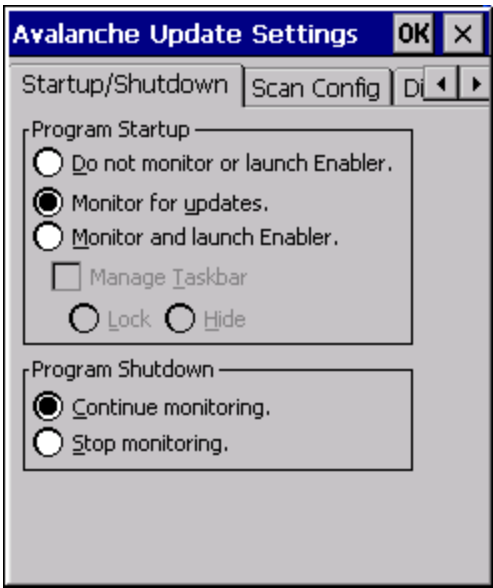 Avalanche Update Settings OK ×
Startup/Shutdown Scan Config Di
Program Startup
Do not monitor or launch Enabler.
Monitor for updates.
Monitor and launch Enabler.
Manage Taskbar
Lock Hide
Program Shutdown
Continue monitoring.
Stop monitoring.